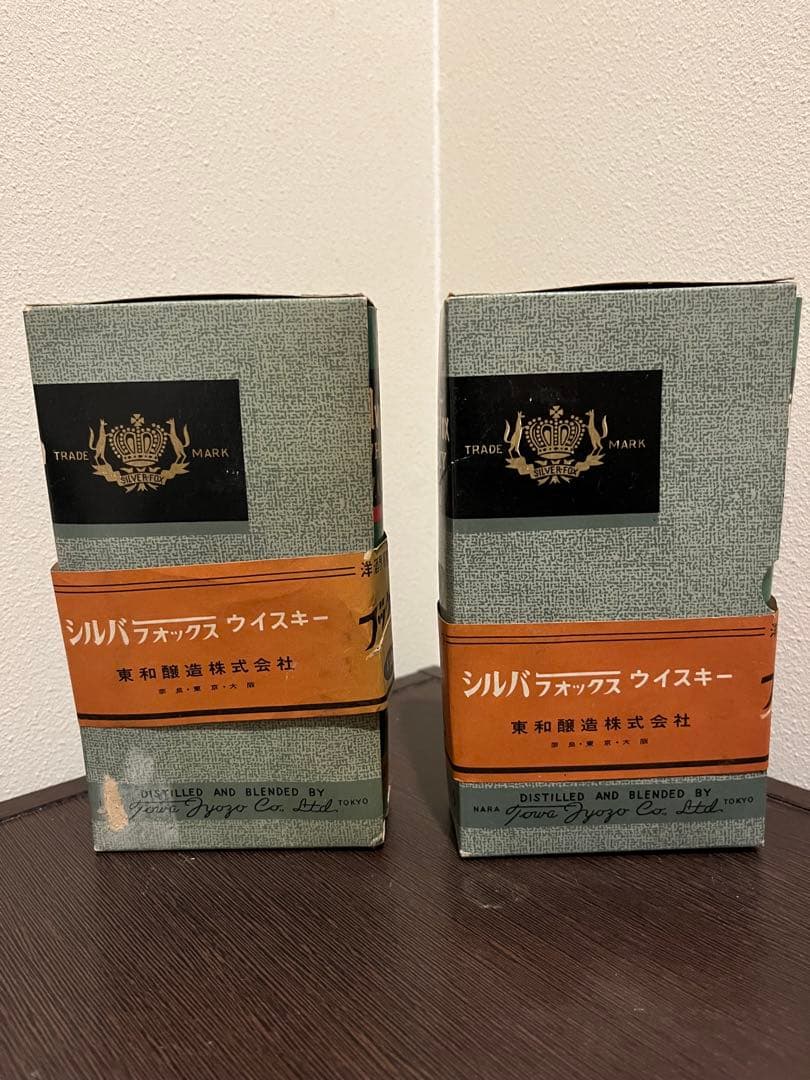 TRADE MARK
SILVER-FOX
洋酒
シルバフォックス ウイスキー
東和醸造株式会社
奈良・東京・大阪
DISTILLED AND BLENDED BY
Towa Jyozo Co. Ltd. TOKYO
TRADE MARK
SILVER-FOX
シルバフォックス ウイスキー
東和醸造株式会社
奈良・東京・大阪
DISTILLED AND BLENDED BY
NARA Towa Jyozo Co. Ltd. TOKYO